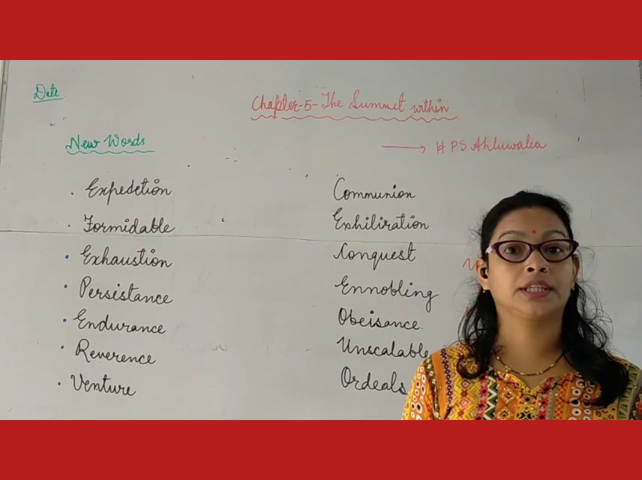 Date
Chapter-5-The Summit within
New Words
→ H P S Ahluwalia
Expedetion
Formidable
Exhaustion
Persistance
Endurance
Reverence
Venture
Communion
Exhiliration
Conquest
Ennobling
Obeisance
Unscalable
Ordeals